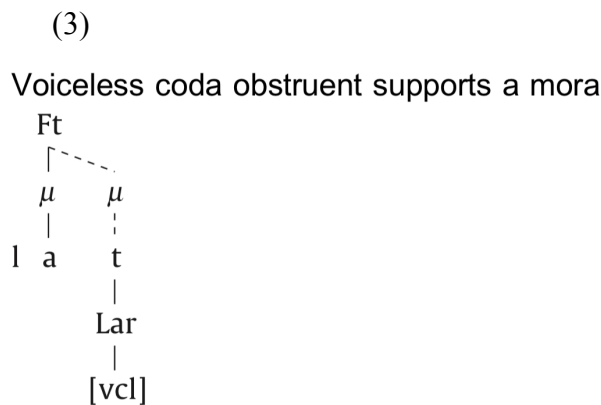 (3)
Voiceless coda obstruent supports a mora
Ft
μ μ
l a t
Lar
[vcl]